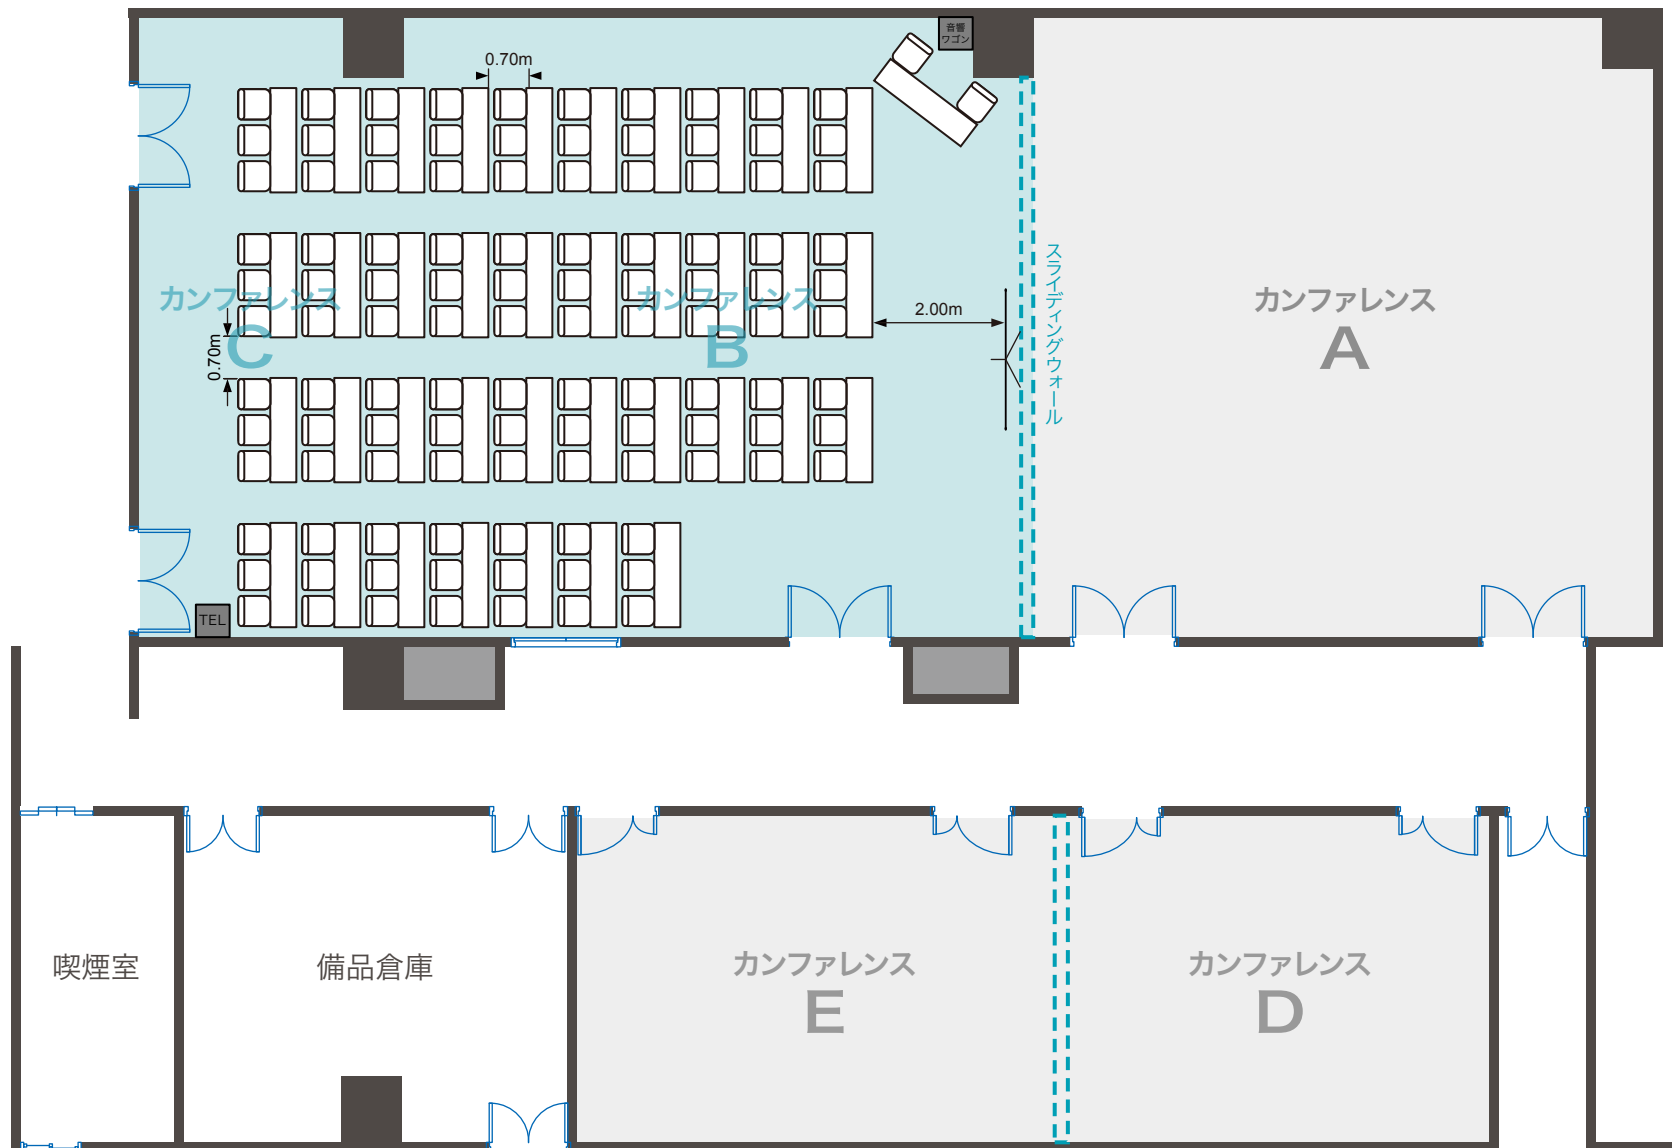 音響
ワゴン
0.70m
カンファレンス
C
カンファレンス
B
0.70m
2.00m
スライディングウォール
カンファレンス
A
TEL
喫煙室
備品倉庫
カンファレンス
E
カンファレンス
D